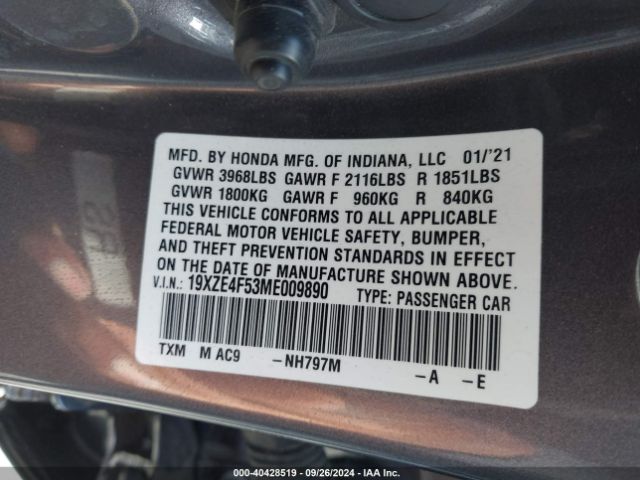 MFD. BY HONDA MFG. OF INDIANA, LLC 01/'21
GVWR 3968LBS GAWR F 2116LBS R 1851LBS
GVWR 1800KG GAWR F 960KG R 840KG
THIS VEHICLE CONFORMS TO ALL APPLICABLE
FEDERAL MOTOR VEHICLE SAFETY, BUMPER,
AND THEFT PREVENTION STANDARDS IN EFFECT
ON THE DATE OF MANUFACTURE SHOWN ABOVE.
V.I.N.: 19XZE4F53ME009890 TYPE: PASSENGER CAR
TXM M AC9 -NH797M -A -E
000-40428519 - 09/26/2024 - IAA Inc.